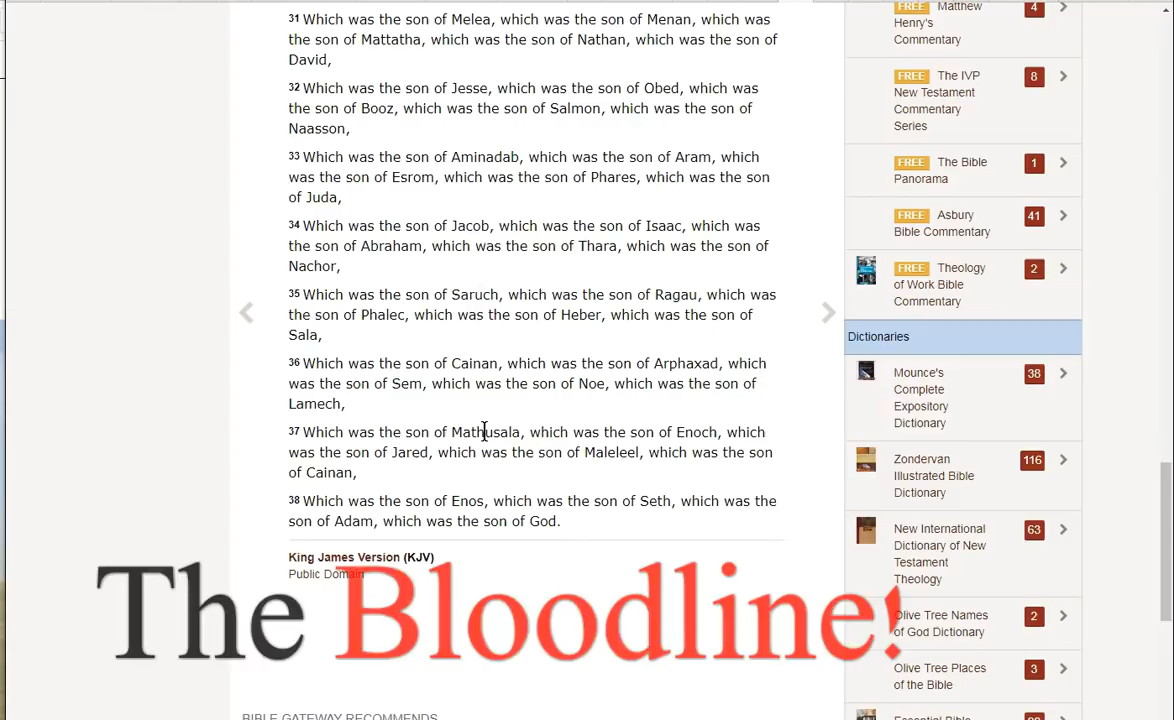 31 Which was the son of Melea, which was the son of Menan, which was
the son of Mattatha, which was the son of Nathan, which was the son of
David,
32 Which was the son of Jesse, which was the son of Obed, which was
the son of Booz, which was the son of Salmon, which was the son of
Naasson,
33 Which was the son of Aminadab, which was the son of Aram, which
was the son of Esrom, which was the son of Phares, which was the son
of Juda,
34 Which was the son of Jacob, which was the son of Isaac, which was
the son of Abraham, which was the son of Thara, which was the son of
Nachor,
35 Which was the son of Saruch, which was the son of Ragau, which was
the son of Phalec, which was the son of Heber, which was the son of
Sala,
36 Which was the son of Cainan, which was the son of Arphaxad, which
was the son of Sem, which was the son of Noe, which was the son of
Lamech,
37 Which was the son of Mathusala, which was the son of Enoch, which
was the son of Jared, which was the son of Maleleel, which was the son
of Cainan,
38 Which was the son of Enos, which was the son of Seth, which was the
son of Adam, which was the son of God.
King James Version (KJV)
Public Domain
The Bloodline!
BIBLE GATEWAY RECOMMENDS
FREE Matthew 4
Henry's
Commentary
FREE The IVP 8
New Testament
Commentary
Series
FREE The Bible 1
Panorama
FREE Asbury 41
Bible Commentary
FREE Theology 2
of Work Bible
Commentary
Dictionaries
Mounce's 38
Complete
Expository
Dictionary
Zondervan 116
Illustrated Bible
Dictionary
New International 63
Dictionary of New
Testament
Theology
Olive Tree Names 2
of God Dictionary
Olive Tree Places 3
of the Bible
Essential Bible